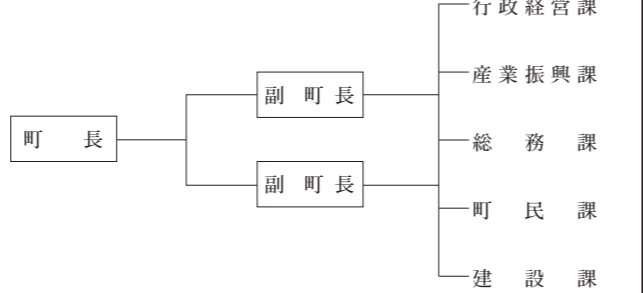 行政経営課
産業振興課
副町長
町長
総務課
副町長
町民課
建設課